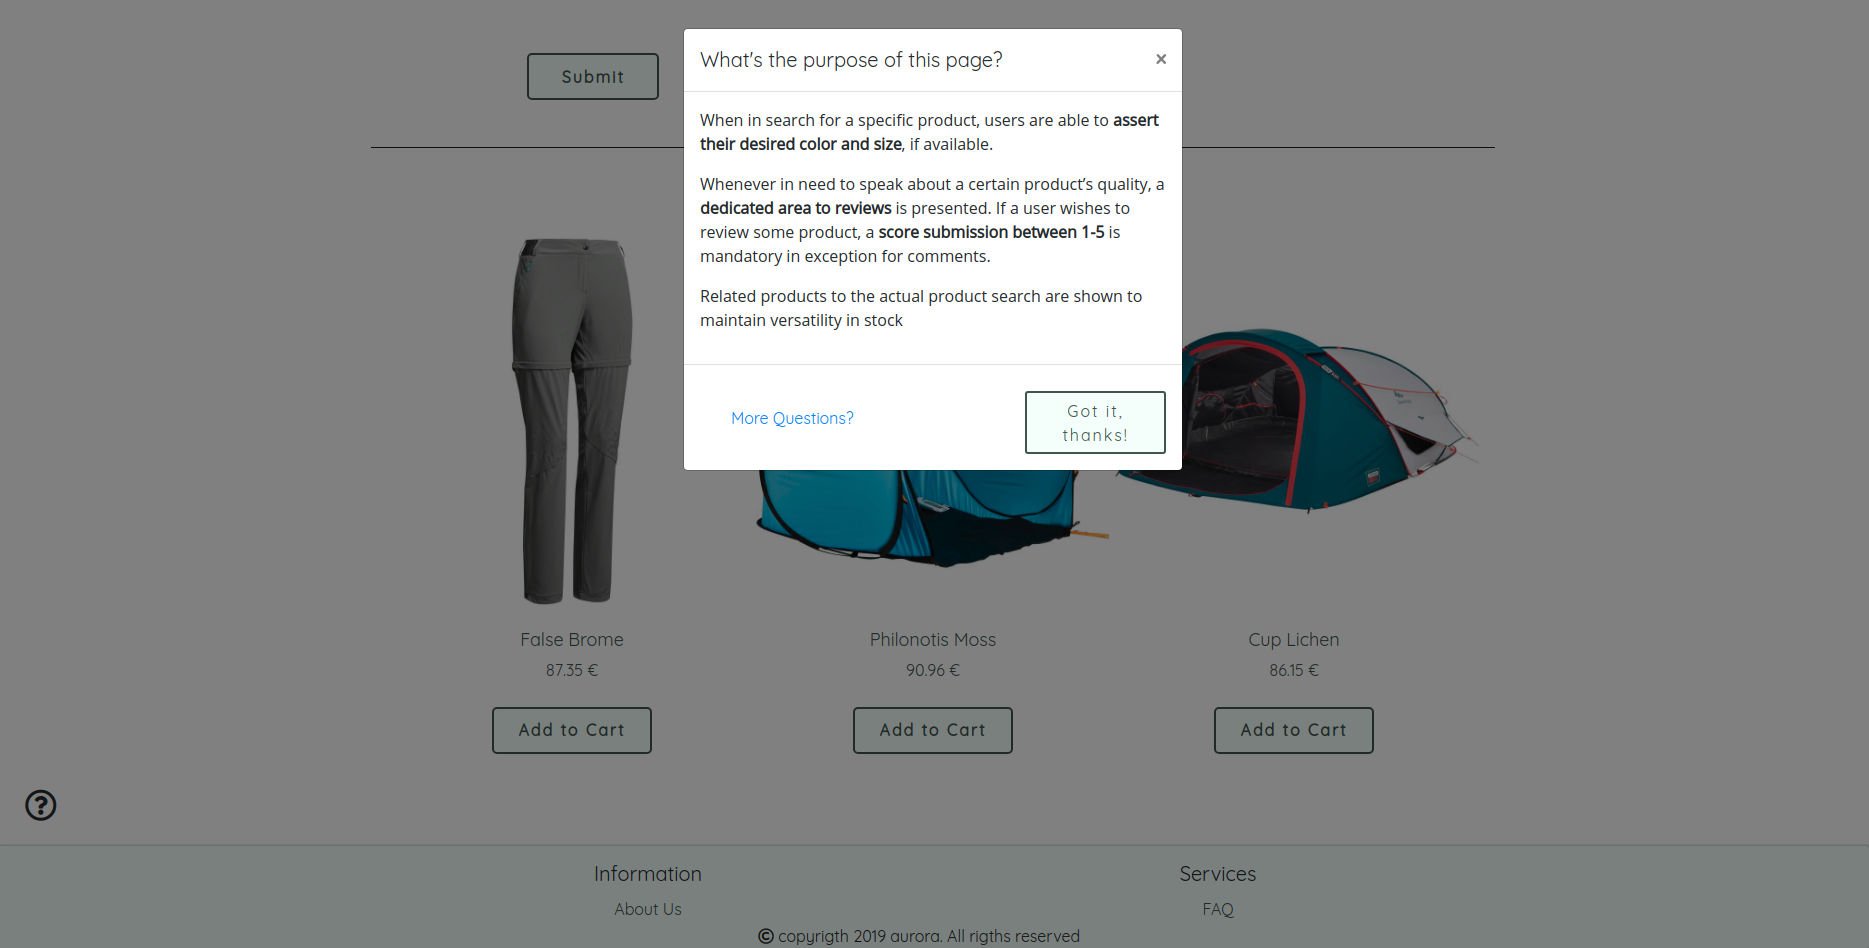 What's the purpose of this page?
×
Submit
When in search for a specific product, users are able to assert
their desired color and size, if available.
Whenever in need to speak about a certain product’s quality, a
dedicated area to reviews is presented. If a user wishes to
review some product, a score submission between 1-5 is
mandatory in exception for comments.
Related products to the actual product search are shown to
maintain versatility in stock
More Questions?
Got it,
thanks!
False Brome
87.35 €
Add to Cart
Philonotis Moss
90.96 €
Add to Cart
Cup Lichen
86.15 €
Add to Cart
?
Information
About Us
Services
FAQ
© copyrigth 2019 aurora. All rigths reserved